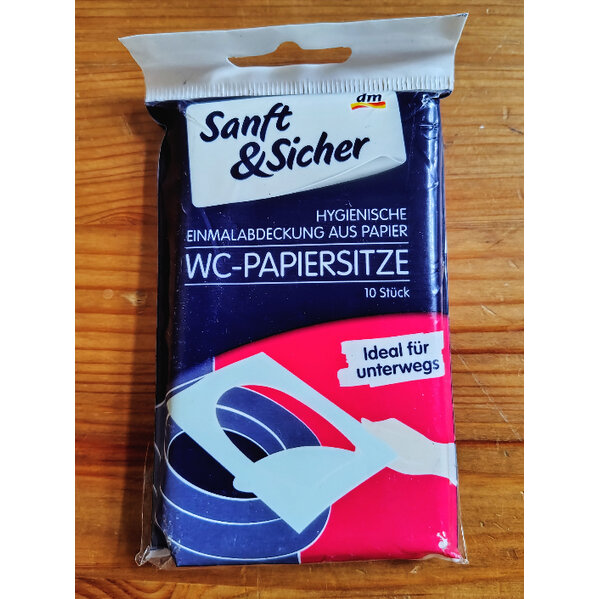 dm
Sanft
&Sicher
HYGIENISCHE
EINMALABDECKUNG AUS PAPIER
WC-PAPIERSITZE
10 Stück
Ideal für
unterwegs